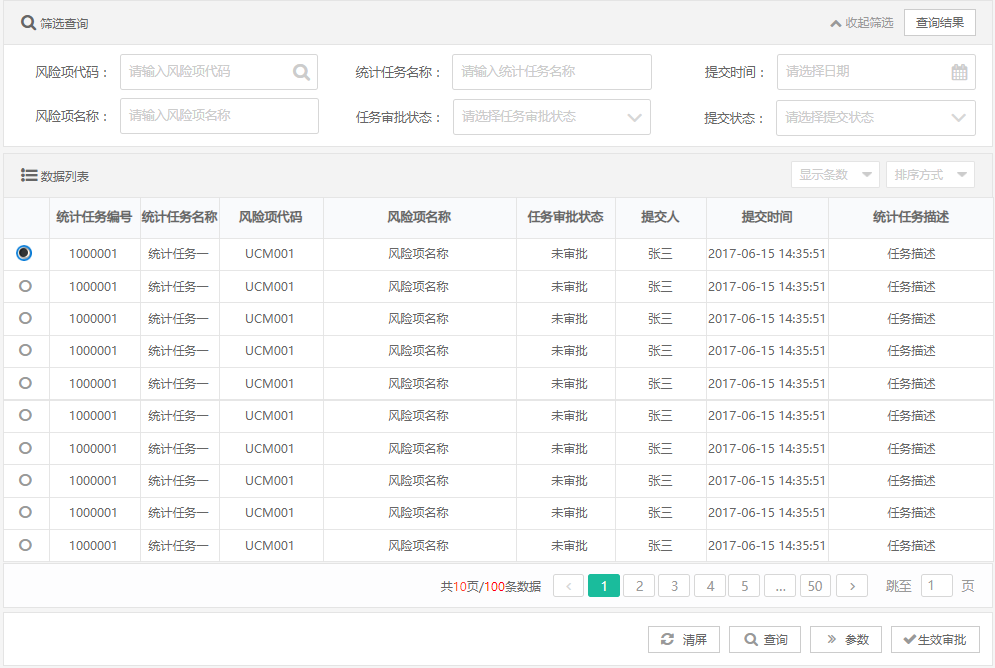 筛选查询 收起筛选 查询结果
风险项代码： 请输入风险项代码 统计任务名称： 请输入统计任务名称 提交时间： 请选择日期
风险项名称： 请输入风险项名称 任务审批状态： 请选择任务审批状态 提交状态： 请选择提交状态
数据列表 显示条数 排序方式
统计任务编号 统计任务名称 风险项代码 风险项名称 任务审批状态 提交人 提交时间 统计任务描述
1000001 统计任务一 UCM001 风险项名称 未审批 张三 2017-06-15 14:35:51 任务描述
1000001 统计任务一 UCM001 风险项名称 未审批 张三 2017-06-15 14:35:51 任务描述
1000001 统计任务一 UCM001 风险项名称 未审批 张三 2017-06-15 14:35:51 任务描述
1000001 统计任务一 UCM001 风险项名称 未审批 张三 2017-06-15 14:35:51 任务描述
1000001 统计任务一 UCM001 风险项名称 未审批 张三 2017-06-15 14:35:51 任务描述
1000001 统计任务一 UCM001 风险项名称 未审批 张三 2017-06-15 14:35:51 任务描述
1000001 统计任务一 UCM001 风险项名称 未审批 张三 2017-06-15 14:35:51 任务描述
1000001 统计任务一 UCM001 风险项名称 未审批 张三 2017-06-15 14:35:51 任务描述
1000001 统计任务一 UCM001 风险项名称 未审批 张三 2017-06-15 14:35:51 任务描述
1000001 统计任务一 UCM001 风险项名称 未审批 张三 2017-06-15 14:35:51 任务描述
共10页/100条数据 < 1 2 3 4 5 ... 50 > 跳至 1 页
清屏 查询 参数 生效审批